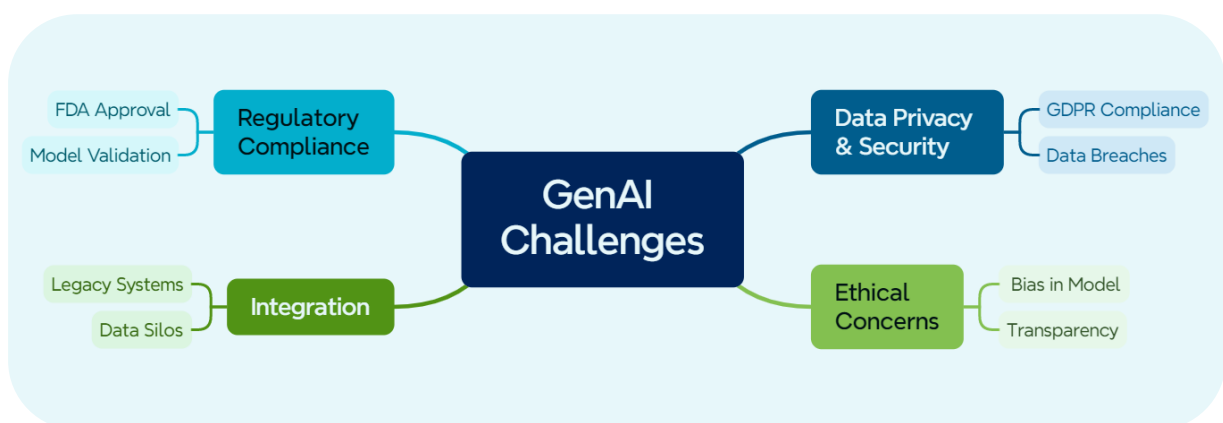 FDA Approval
Model Validation
Regulatory
Compliance
Legacy Systems
Data Silos
Integration
GenAI
Challenges
Data Privacy
& Security
GDPR Compliance
Data Breaches
Ethical
Concerns
Bias in Model
Transparency